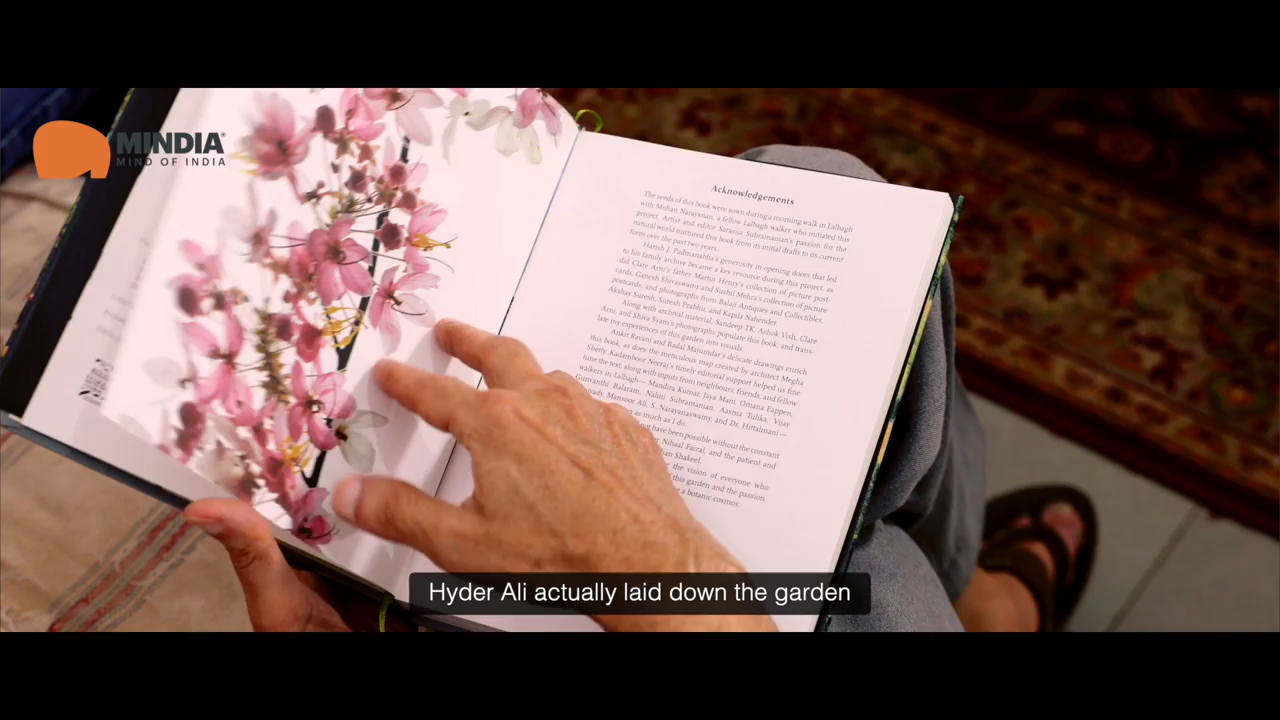 MINDIA
MIND OF INDIA
Acknowledgements
The seeds of this book were sown during a morning walk in Lalbagh
with Mohan Narayanan, a fellow Lalbagh walker who initiated this
project. Artist and editor Sarasija Subramanian's passion for the
natural world nurtured this book from its initial drafts to its current
form over the past two years.
Harish J. Padmanabha's generosity in opening doors that led
to his family archive became a key resource during this project, as
did Clare Arni's father Martin Henry's collection of picture post-
cards, Ganesh Shivaswamy and Sushil Mehra's collection of picture
postcards, and photographs from Balaji Antiques and Collectibles,
Akshay Suresh, Suresh Prabhu, and Kapila Nahender.
Along with archival material, Sandeep TK, Ashok Vish, Clare
Arni, and Shiva Syam's photographs populate this book, and trans-
late my experiences of this garden into visuals.
Ankit Ravani and Badal Majumdar's delicate drawings enrich
this book, as does the meticulous map created by architect Megha
Shetty. Kadamboor Neeraj's timely editorial support helped us fine
tune the text, along with inputs from neighbours, friends, and fellow
walkers in Lalbagh— Mandira Kumar, Jaya Mani, Ornana Eappen,
Gunvanthi Balaram, Nalini Subramanian, Aasma Tulika, Vijay
Mansoor Ali, S. Narayanaswamy, and Dr. Hittalmani—
as much as I do.
not have been possible without the constant
Nihaal Faizal, and the patient and
Shakeel.
the vision of everyone who
this garden and the passion
a botanic cosmos.
Hyder Ali actually laid down the garden